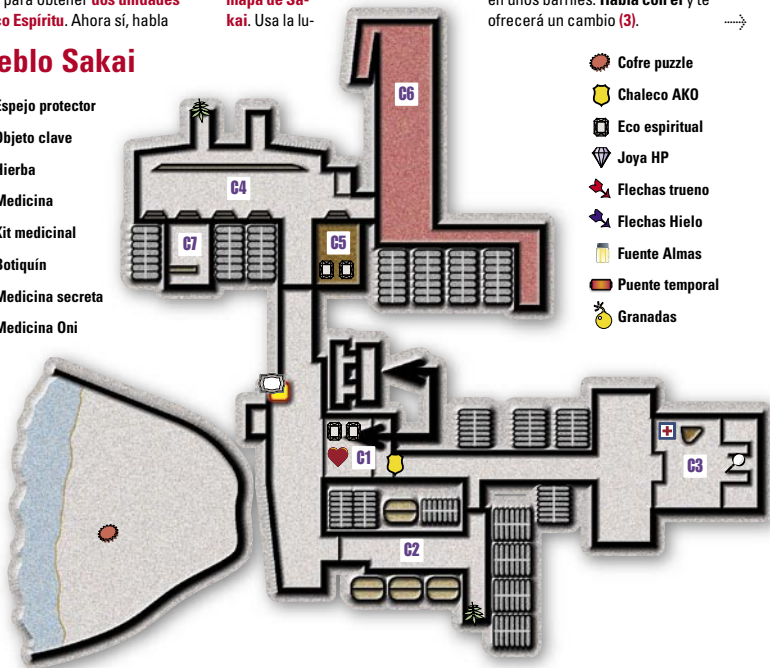 para obtener dos unidades
co Espíritu. Ahora sí, habla
mapa de Sa-
kai. Usa la lu-
en unos barriles. Habla con él y te
ofrecerá un cambio (3).
eblo Sakai
Espejo protector
Objeto clave
Hierba
Medicina
Kit medicinal
Botiquín
Medicina secreta
Medicina Oni
Cofre puzzle
Chaleco AKO
Eco espiritual
Joya HP
Flechas trueno
Flechas Hielo
Fuente Almas
Puente temporal
Granadas
C6
C4
C7
C5
C1
C3
C2